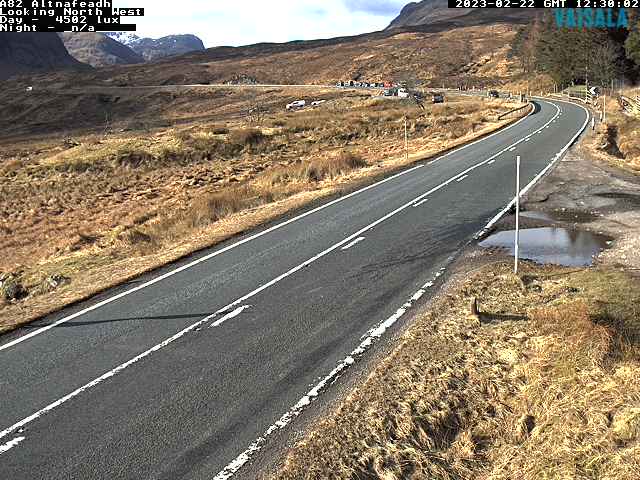 A82 Altnafeadh
Looking North West
Day - 4502 lux
Night - n/a
2023-02-22 GMT 12:30:02
VAISALA